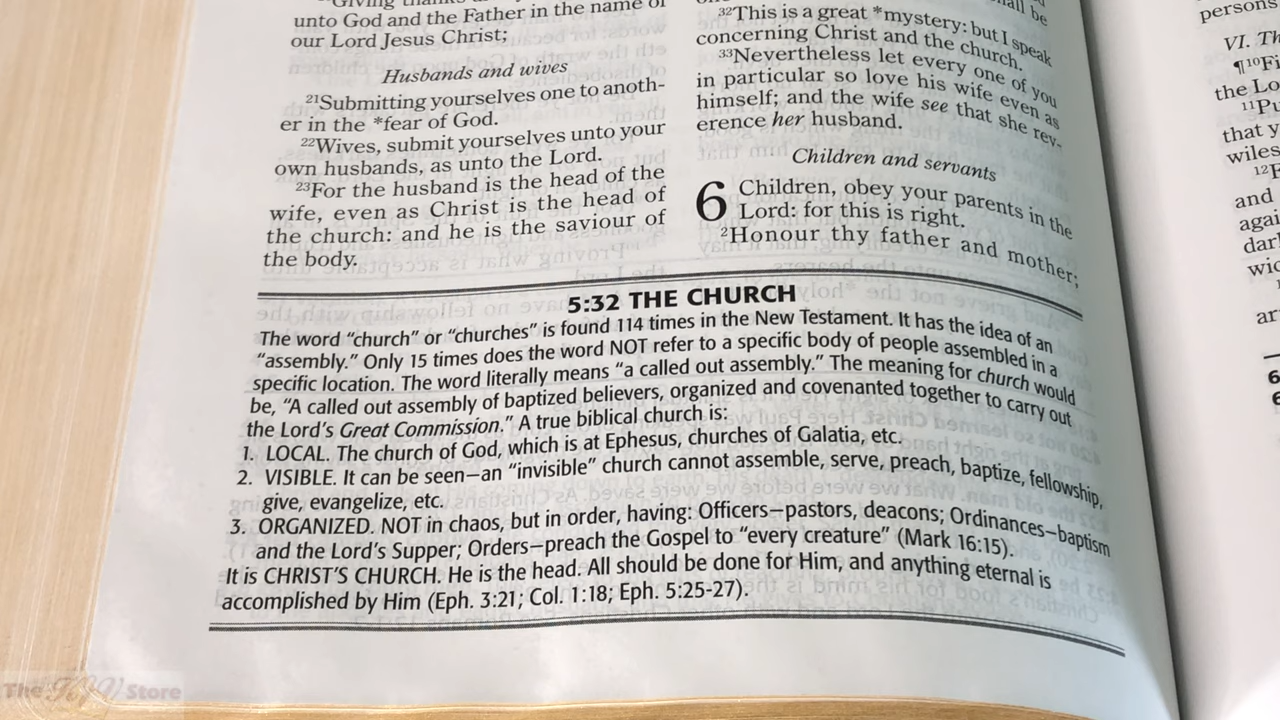 unto God and the Father in the name of
our Lord Jesus Christ;
Husbands and wives
21Submitting yourselves one to anoth-
er in the *fear of God.
22Wives, submit yourselves unto your
own husbands, as unto the Lord.
23For the husband is the head of the
wife, even as Christ is the head of
the church: and he is the saviour of
the body.
32This is a great *mystery: but I speak
concerning Christ and the church.
33Nevertheless let every one of you
in particular so love his wife even as
himself; and the wife see that she rev-
erence her husband.
Children and servants
6 Children, obey your parents in the
Lord: for this is right.
2Honour thy father and mother;
5:32 THE CHURCH
The word “church” or “churches” is found 114 times in the New Testament. It has the idea of an
“assembly.” Only 15 times does the word NOT refer to a specific body of people assembled in a
specific location. The word literally means “a called out assembly.” The meaning for church would
be, “A called out assembly of baptized believers, organized and covenanted together to carry out
the Lord’s Great Commission.” A true biblical church is:
1. LOCAL. The church of God, which is at Ephesus, churches of Galatia, etc.
2. VISIBLE. It can be seen—an “invisible” church cannot assemble, serve, preach, baptize, fellowship,
give, evangelize, etc.
3. ORGANIZED. NOT in chaos, but in order, having: Officers—pastors, deacons; Ordinances—baptism
and the Lord’s Supper; Orders—preach the Gospel to “every creature” (Mark 16:15).
It is CHRIST’S CHURCH. He is the head. All should be done for Him, and anything eternal is
accomplished by Him (Eph. 3:21; Col. 1:18; Eph. 5:25-27).
persons
VI. Th
¶10Fi
the Lo
11Pu
that y
wiles
and
agai
darl
wic
ar
The KJV Store